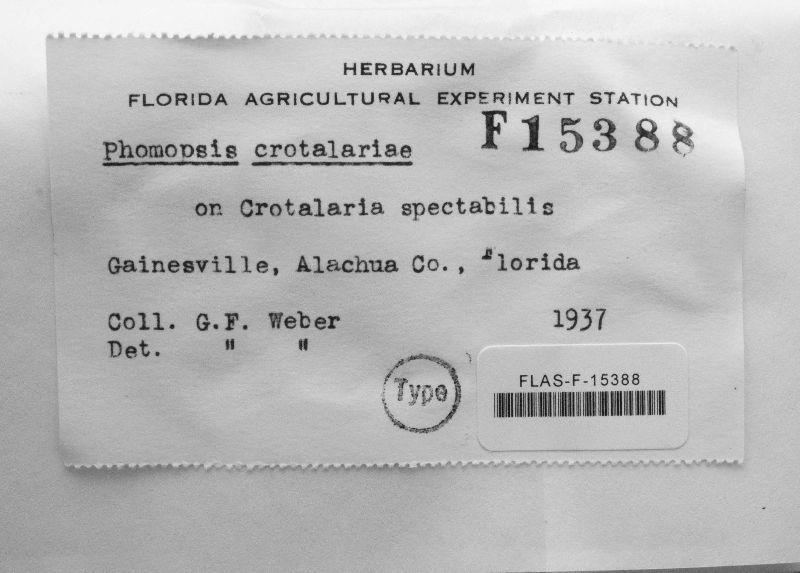 HERBARIUM
FLORIDA AGRICULTURAL EXPERIMENT STATION
F15388
Phomopsis crotalariae
on Crotalaria spectabilis
Gainesville, Alachua Co., Florida
Coll. G.F. Weber 1937
Det. " "
Type
FLAS-F-15388